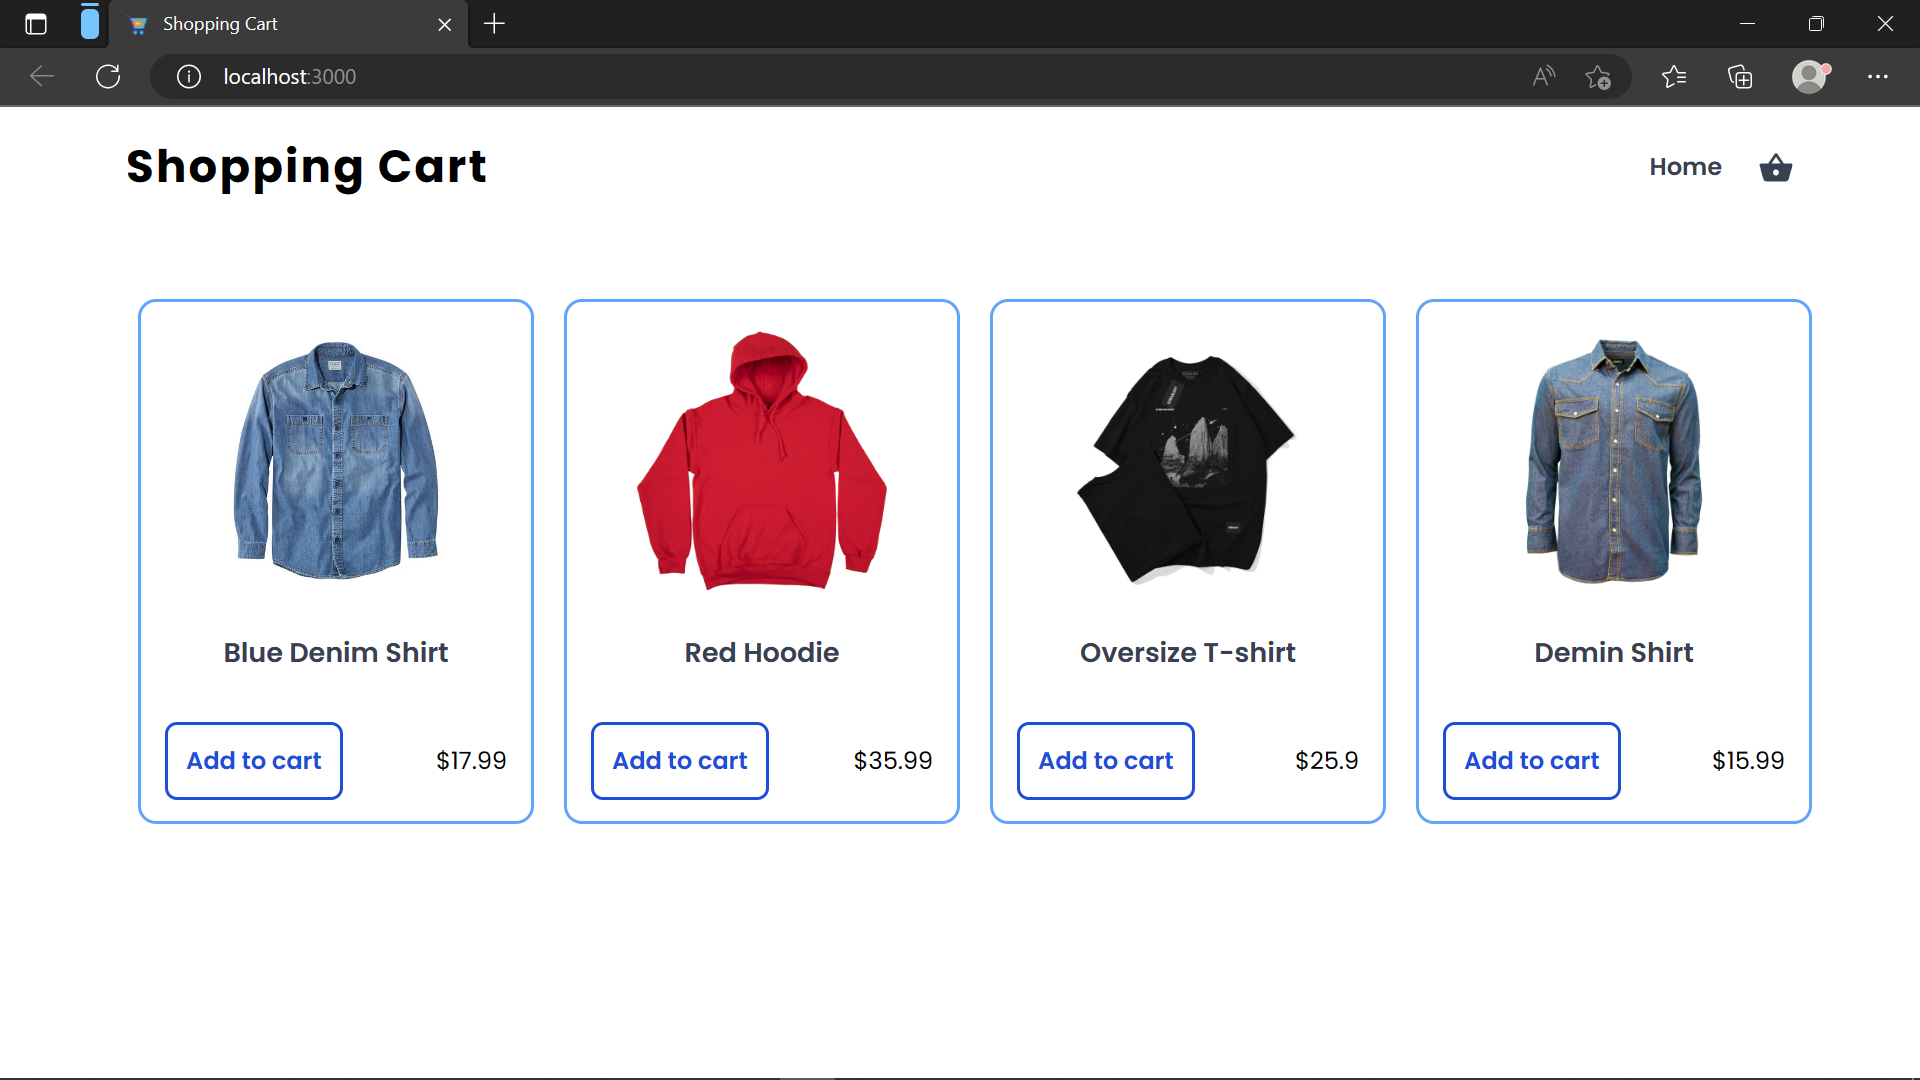 Shopping Cart
localhost:3000
Shopping Cart
Home
Blue Denim Shirt
Red Hoodie
Oversize T-shirt
Demin Shirt
Add to cart
$17.99
Add to cart
$35.99
Add to cart
$25.9
Add to cart
$15.99